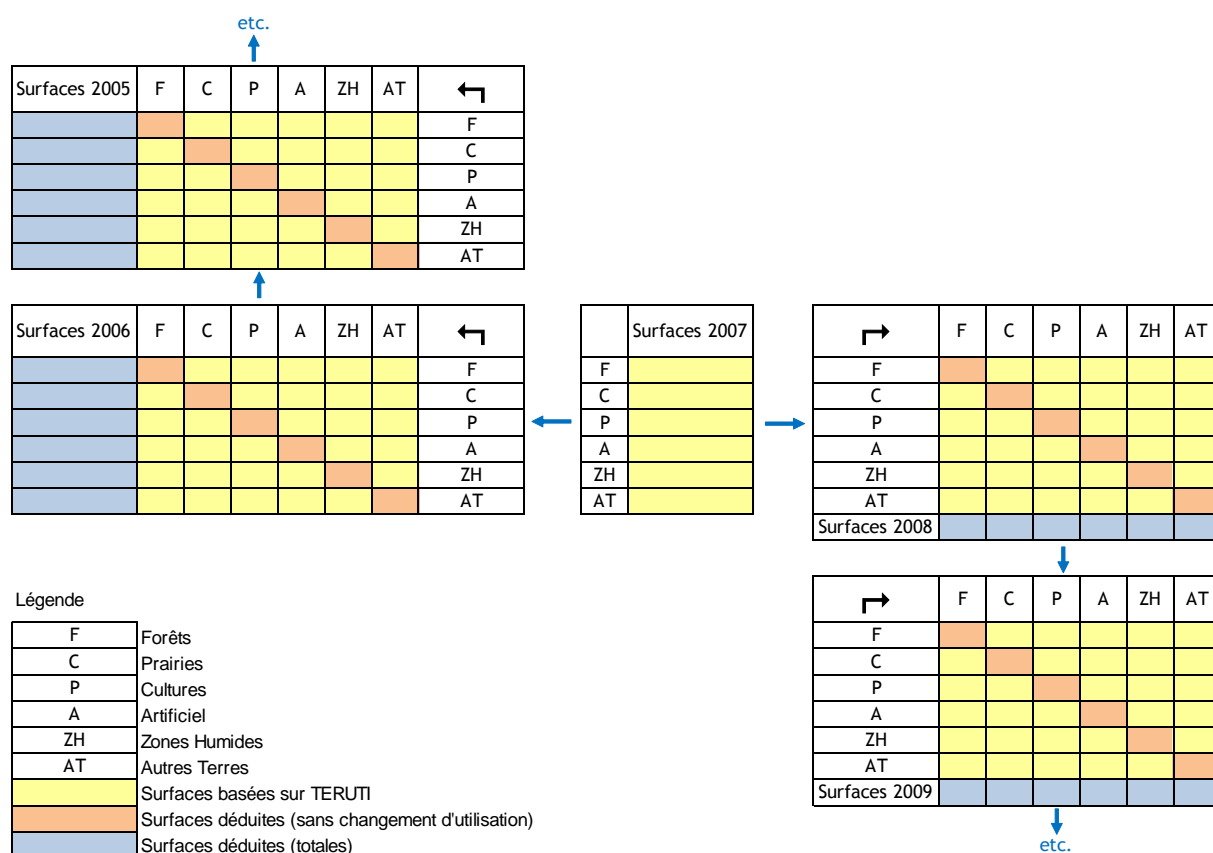 etc.
Surfaces 2005 F C P A ZH AT
F
C
P
A
ZH
AT
Surfaces 2006 F C P A ZH AT
F
C
P
A
ZH
AT
Surfaces 2007
F
C
P
A
ZH
AT
F C P A ZH AT
F
C
P
A
ZH
AT
Surfaces 2008
F C P A ZH AT
F
C
P
A
ZH
AT
Surfaces 2009
etc.
Légende
F Forêts
C Prairies
P Cultures
A Artificiel
ZH Zones Humides
AT Autres Terres
Surfaces basées sur TERUTI
Surfaces déduites (sans changement d'utilisation)
Surfaces déduites (totales)